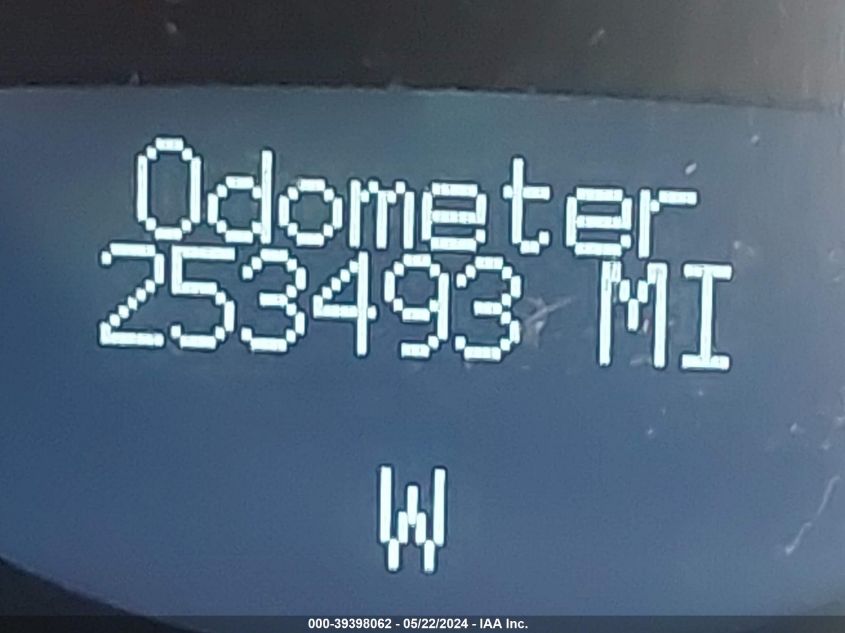 Odometer
253493 MI
W
000-39398062 - 05/22/2024 - IAA Inc.